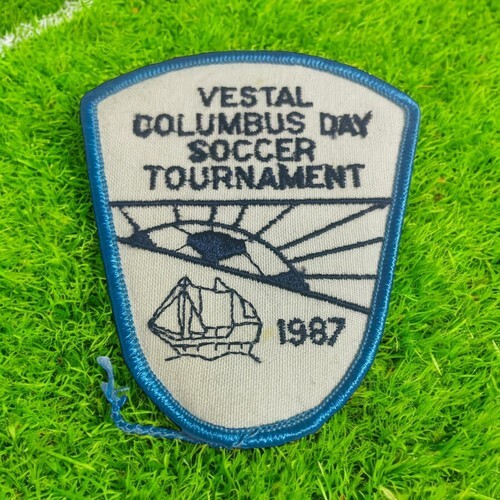 VESTAL
COLUMBUS DAY
SOCCER
TOURNAMENT
1987